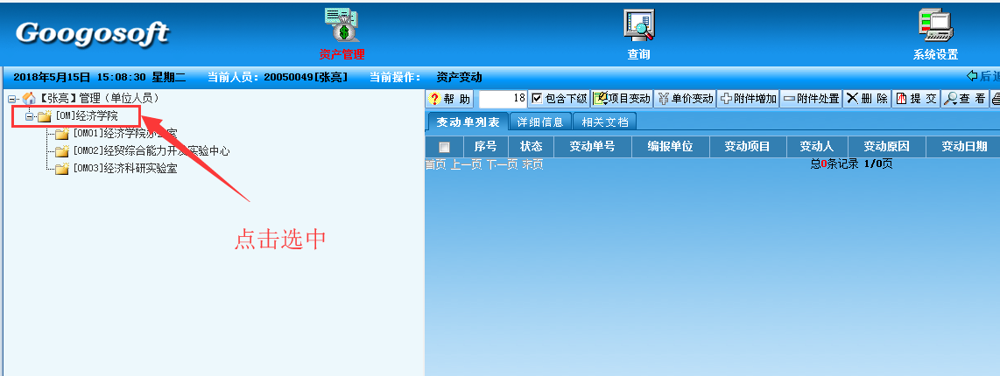 Googosoft
资产管理
查询
系统设置
2018年5月15日 15:08:30 星期二 当前人员：20050049[张亮] 当前操作： 资产变动
后退
【张亮】管理（单位人员）
[0M]经济学院
[0M01]经济学院办公室
[0M02]经贸综合能力开发实验中心
[0M03]经济科研实验室
点击选中
帮 助 18 包含下级 项目变动 单价变动 附件增加 附件处置 删 除 提 交 查 看
变动单列表 详细信息 相关文档
序号 状态 变动单号 编报单位 变动项目 变动人 变动原因 变动日期
首页 上一页 下一页 末页 总0条记录 1/0页